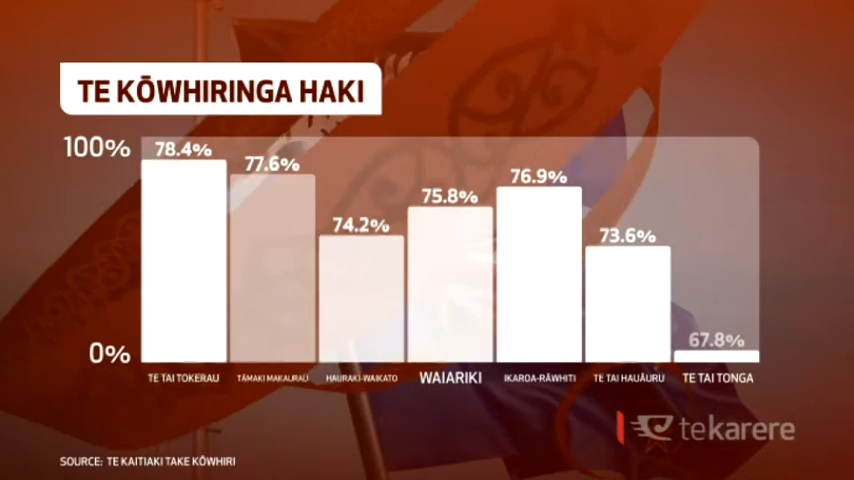 TE KŌWHIRINGA HAKI
100%
78.4%
77.6%
74.2%
75.8%
76.9%
73.6%
67.8%
0%
TE TAI TOKERAU
TĀMAKI MAKAURAU
HAURAKI-WAIKATO
WAIARIKI
IKAROA-RĀWHITI
TE TAI HAUĀURU
TE TAI TONGA
tekarere
SOURCE: TE KAITIAKI TAKE KŌWHIRI